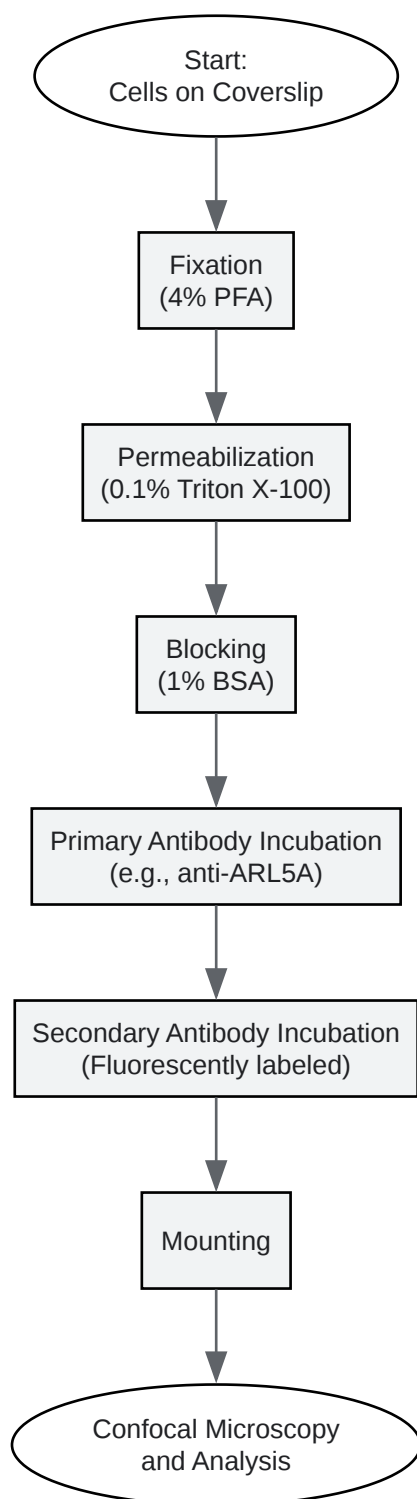 Start:
Cells on Coverslip
Fixation
(4% PFA)
Permeabilization
(0.1% Triton X-100)
Blocking
(1% BSA)
Primary Antibody Incubation
(e.g., anti-ARL5A)
Secondary Antibody Incubation
(Fluorescently labeled)
Mounting
Confocal Microscopy
and Analysis